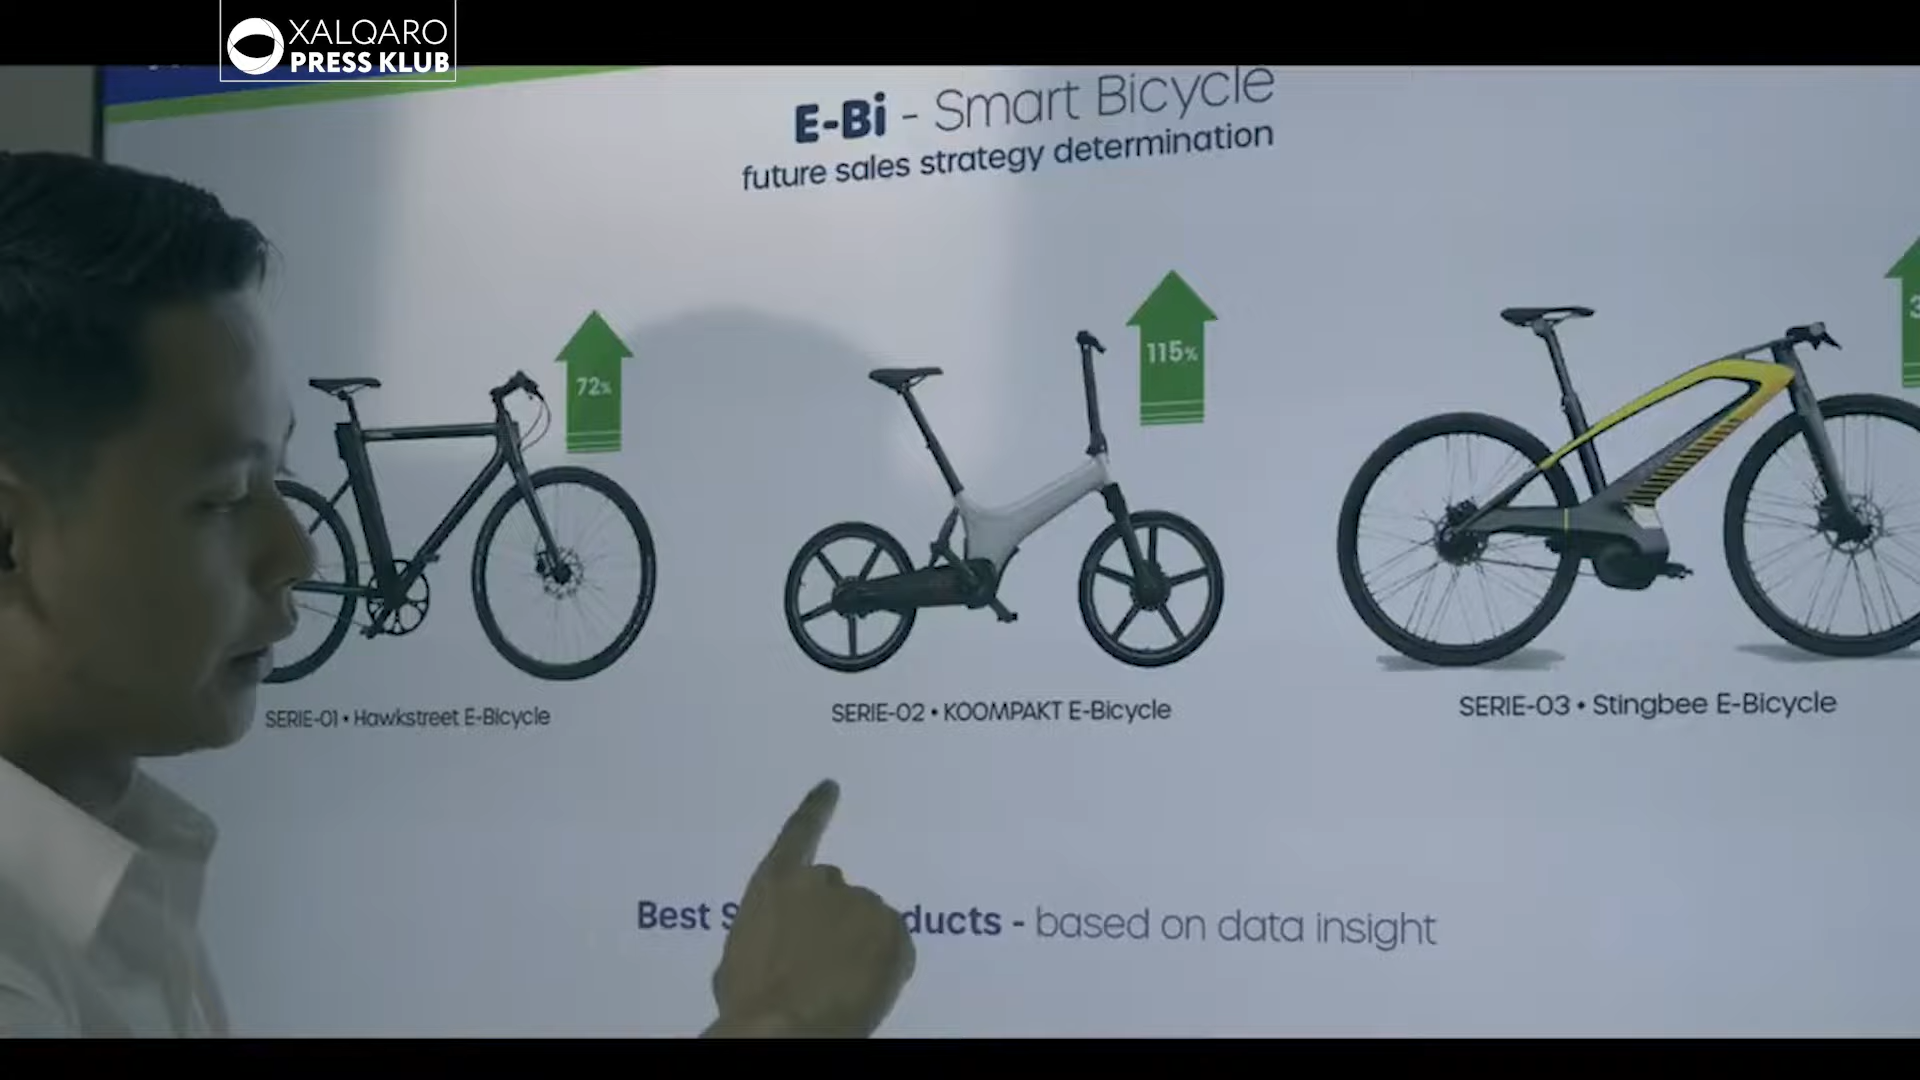 XALQARO
PRESS KLUB
E-Bi - Smart Bicycle
future sales strategy determination
72%
115%
3
SERIE-01 • Hawkstreet E-Bicycle
SERIE-02 • KOOMPAKT E-Bicycle
SERIE-03 • Stingbee E-Bicycle
Best - based on data insight